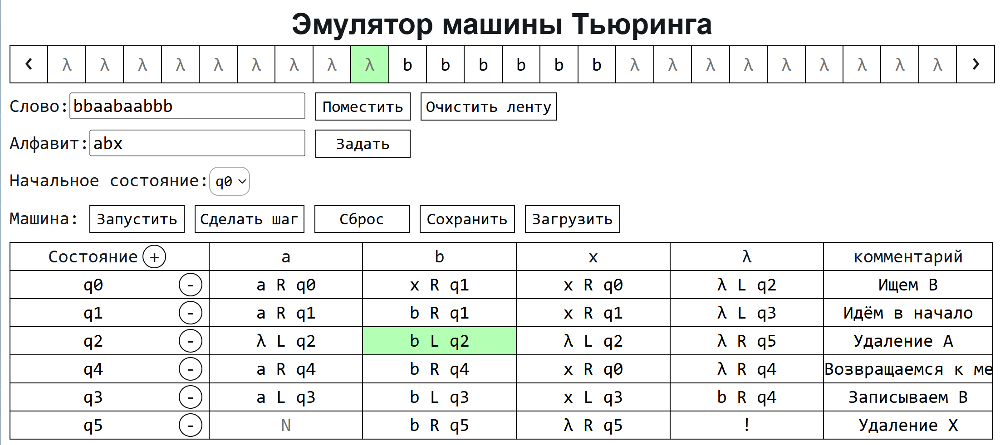 Эмулятор машины Тьюринга
‹ λ λ λ λ λ λ λ λ λ b b b b b b λ λ λ λ λ λ λ λ λ ›
Слово: bbaabaabbb Поместить Очистить ленту
Алфавит: abx Задать
Начальное состояние: q0
Машина: Запустить Сделать шаг Сброс Сохранить Загрузить
Состояние + a b x λ комментарий
q0 - a R q0 x R q1 x R q0 λ L q2 Ищем В
q1 - a R q1 b R q1 x R q1 λ L q3 Идём в начало
q2 - λ L q2 b L q2 λ L q2 λ R q5 Удаление А
q4 - a R q4 b R q4 x R q0 λ R q4 Возвращаемся к ме
q3 - a L q3 b L q3 x L q3 b R q4 Записываем В
q5 - N b R q5 λ R q5 ! Удаление Х